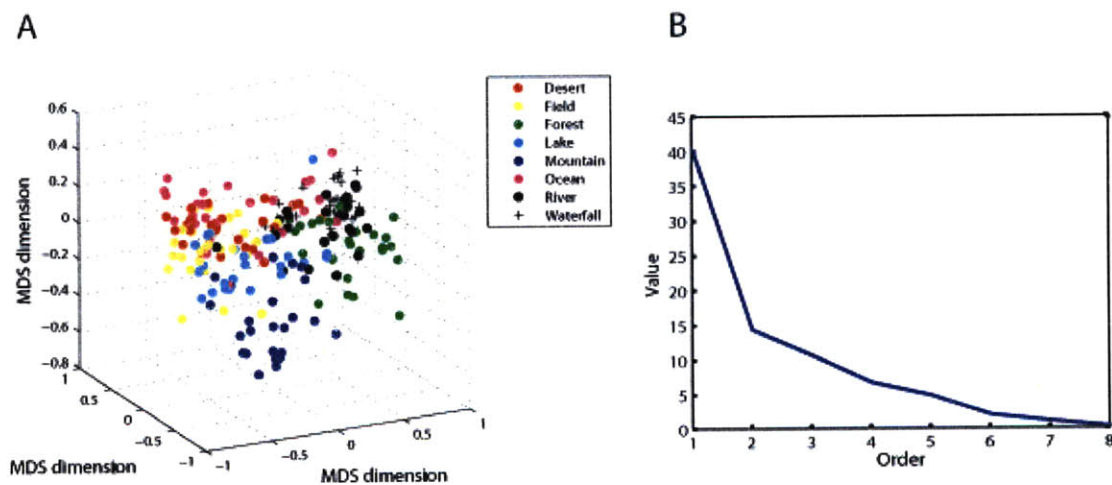 A
B
Desert
Field
Forest
Lake
Mountain
Ocean
River
Waterfall
MDS dimension
0.6
0.4
0.2
0
−0.2
−0.4
−0.6
−0.8
1
0.5
0
−0.5
−1
MDS dimension
−1
−0.5
0
0.5
1
MDS dimension
Value
45
40
35
30
25
20
15
10
5
0
1 2 3 4 5 6 7 8
Order